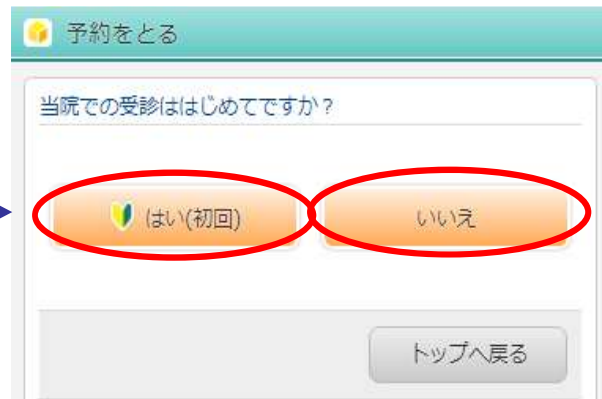 予約をとる
当院での受診ははじめてですか？
はい(初回)
いいえ
トップへ戻る